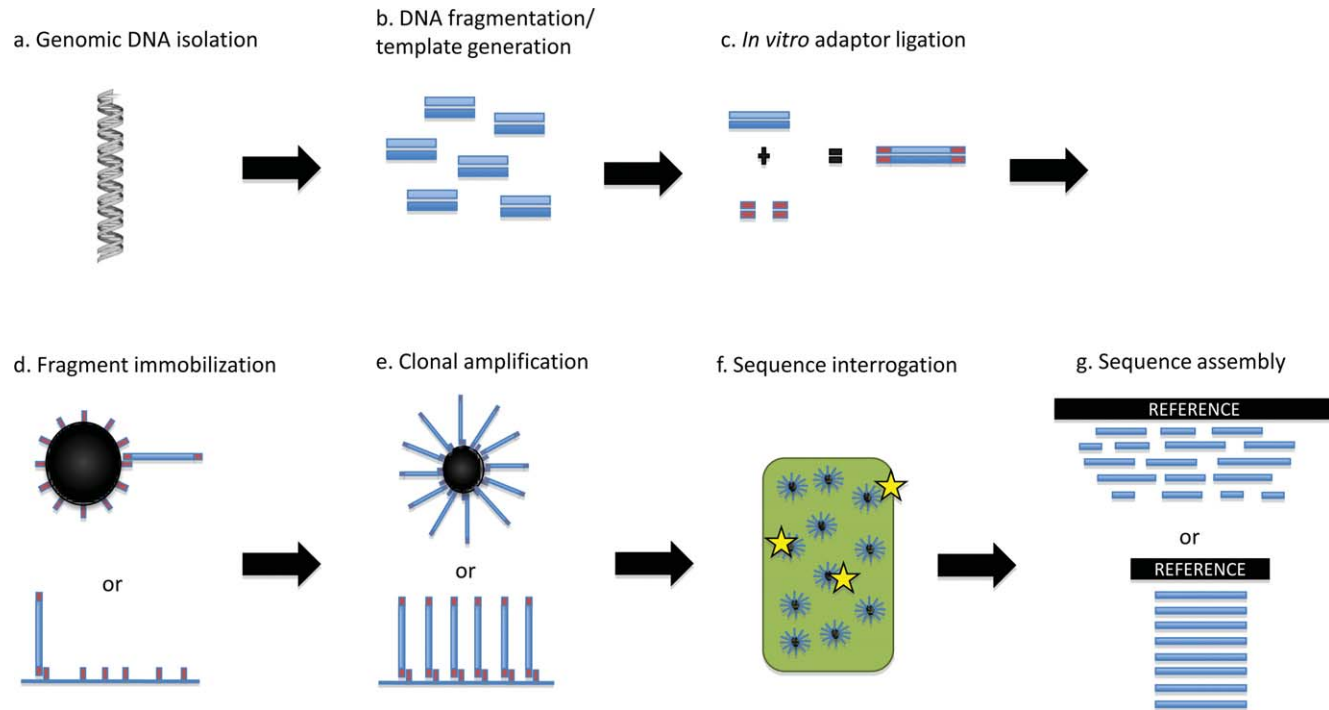 a. Genomic DNA isolation
b. DNA fragmentation/
template generation
c. In vitro adaptor ligation
d. Fragment immobilization
or
e. Clonal amplification
or
f. Sequence interrogation
g. Sequence assembly
REFERENCE
or
REFERENCE